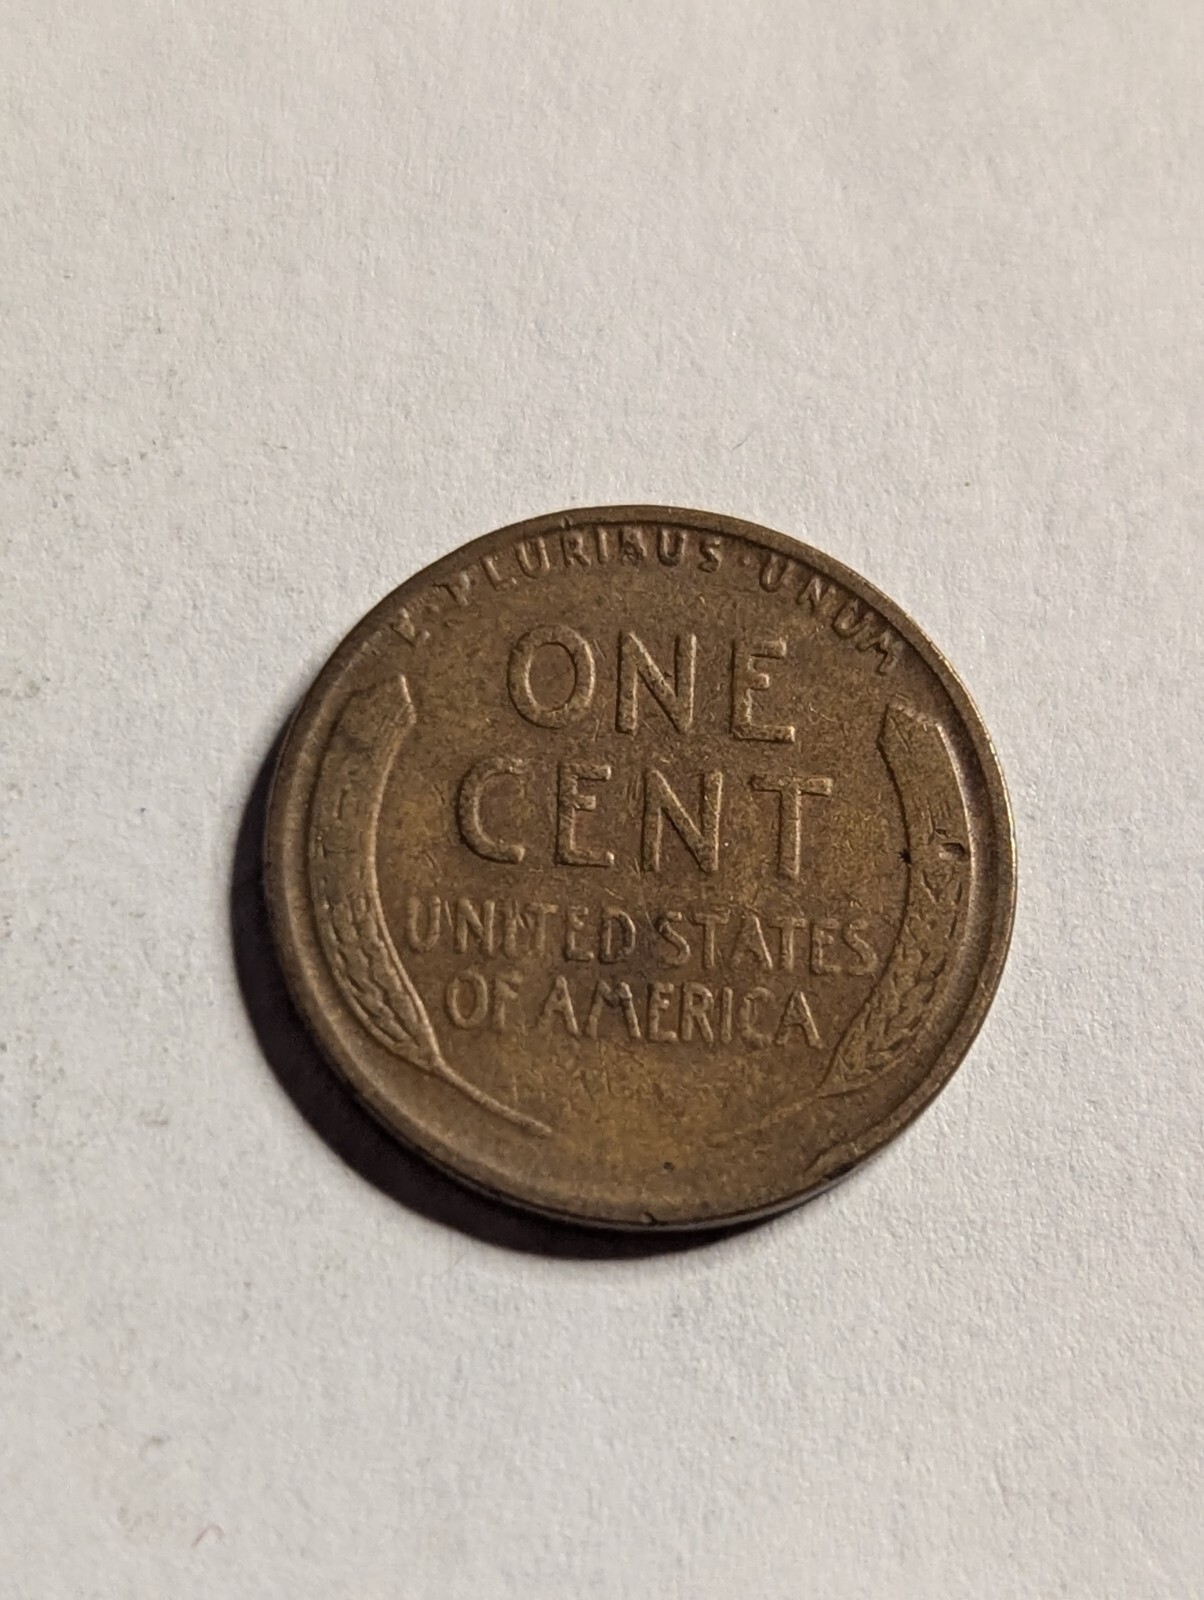 E·PLURIBUS·UNUM
ONE
CENT
UNITED STATES
OF AMERICA